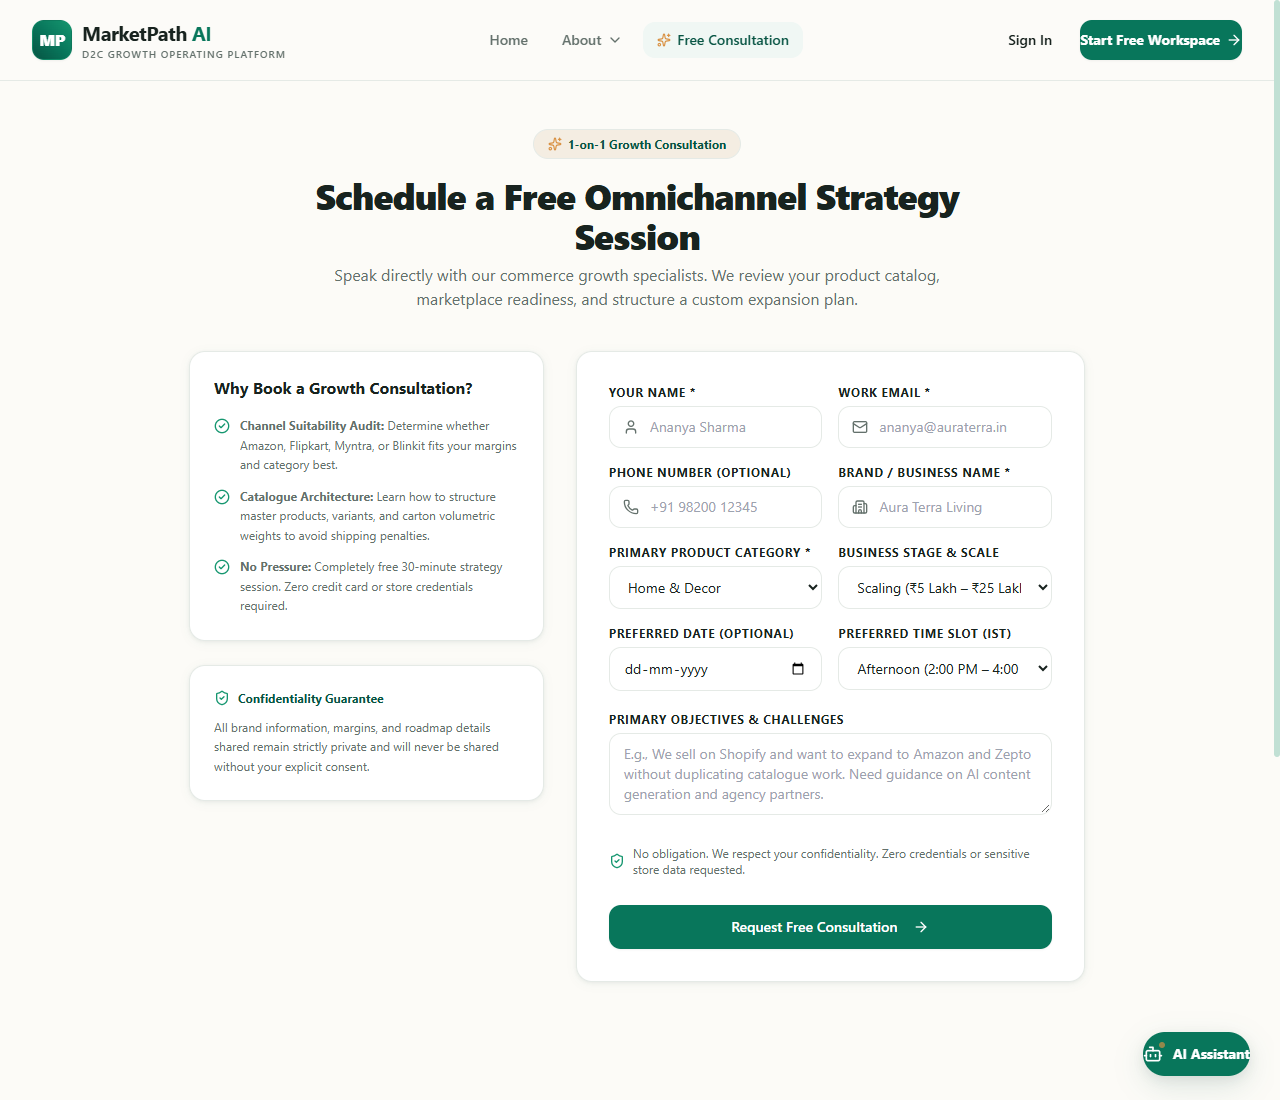 MP
MarketPath AI
D2C GROWTH OPERATING PLATFORM
Home
About
Free Consultation
Sign In
Start Free Workspace
1-on-1 Growth Consultation
Schedule a Free Omnichannel Strategy
Session
Speak directly with our commerce growth specialists. We review your product catalog,
marketplace readiness, and structure a custom expansion plan.
Why Book a Growth Consultation?
Channel Suitability Audit: Determine whether
Amazon, Flipkart, Myntra, or Blinkit fits your margins
and category best.
Catalogue Architecture: Learn how to structure
master products, variants, and carton volumetric
weights to avoid shipping penalties.
No Pressure: Completely free 30-minute strategy
session. Zero credit card or store credentials
required.
Confidentiality Guarantee
All brand information, margins, and roadmap details
shared remain strictly private and will never be shared
without your explicit consent.
YOUR NAME *
Ananya Sharma
WORK EMAIL *
ananya@auraterra.in
PHONE NUMBER (OPTIONAL)
+91 98200 12345
BRAND / BUSINESS NAME *
Aura Terra Living
PRIMARY PRODUCT CATEGORY *
Home & Decor
BUSINESS STAGE & SCALE
Scaling (₹5 Lakh – ₹25 Lakl
PREFERRED DATE (OPTIONAL)
dd-mm-yyyy
PREFERRED TIME SLOT (IST)
Afternoon (2:00 PM – 4:00
PRIMARY OBJECTIVES & CHALLENGES
E.g., We sell on Shopify and want to expand to Amazon and Zepto
without duplicating catalogue work. Need guidance on AI content
generation and agency partners.
No obligation. We respect your confidentiality. Zero credentials or sensitive
store data requested.
Request Free Consultation
AI Assistant